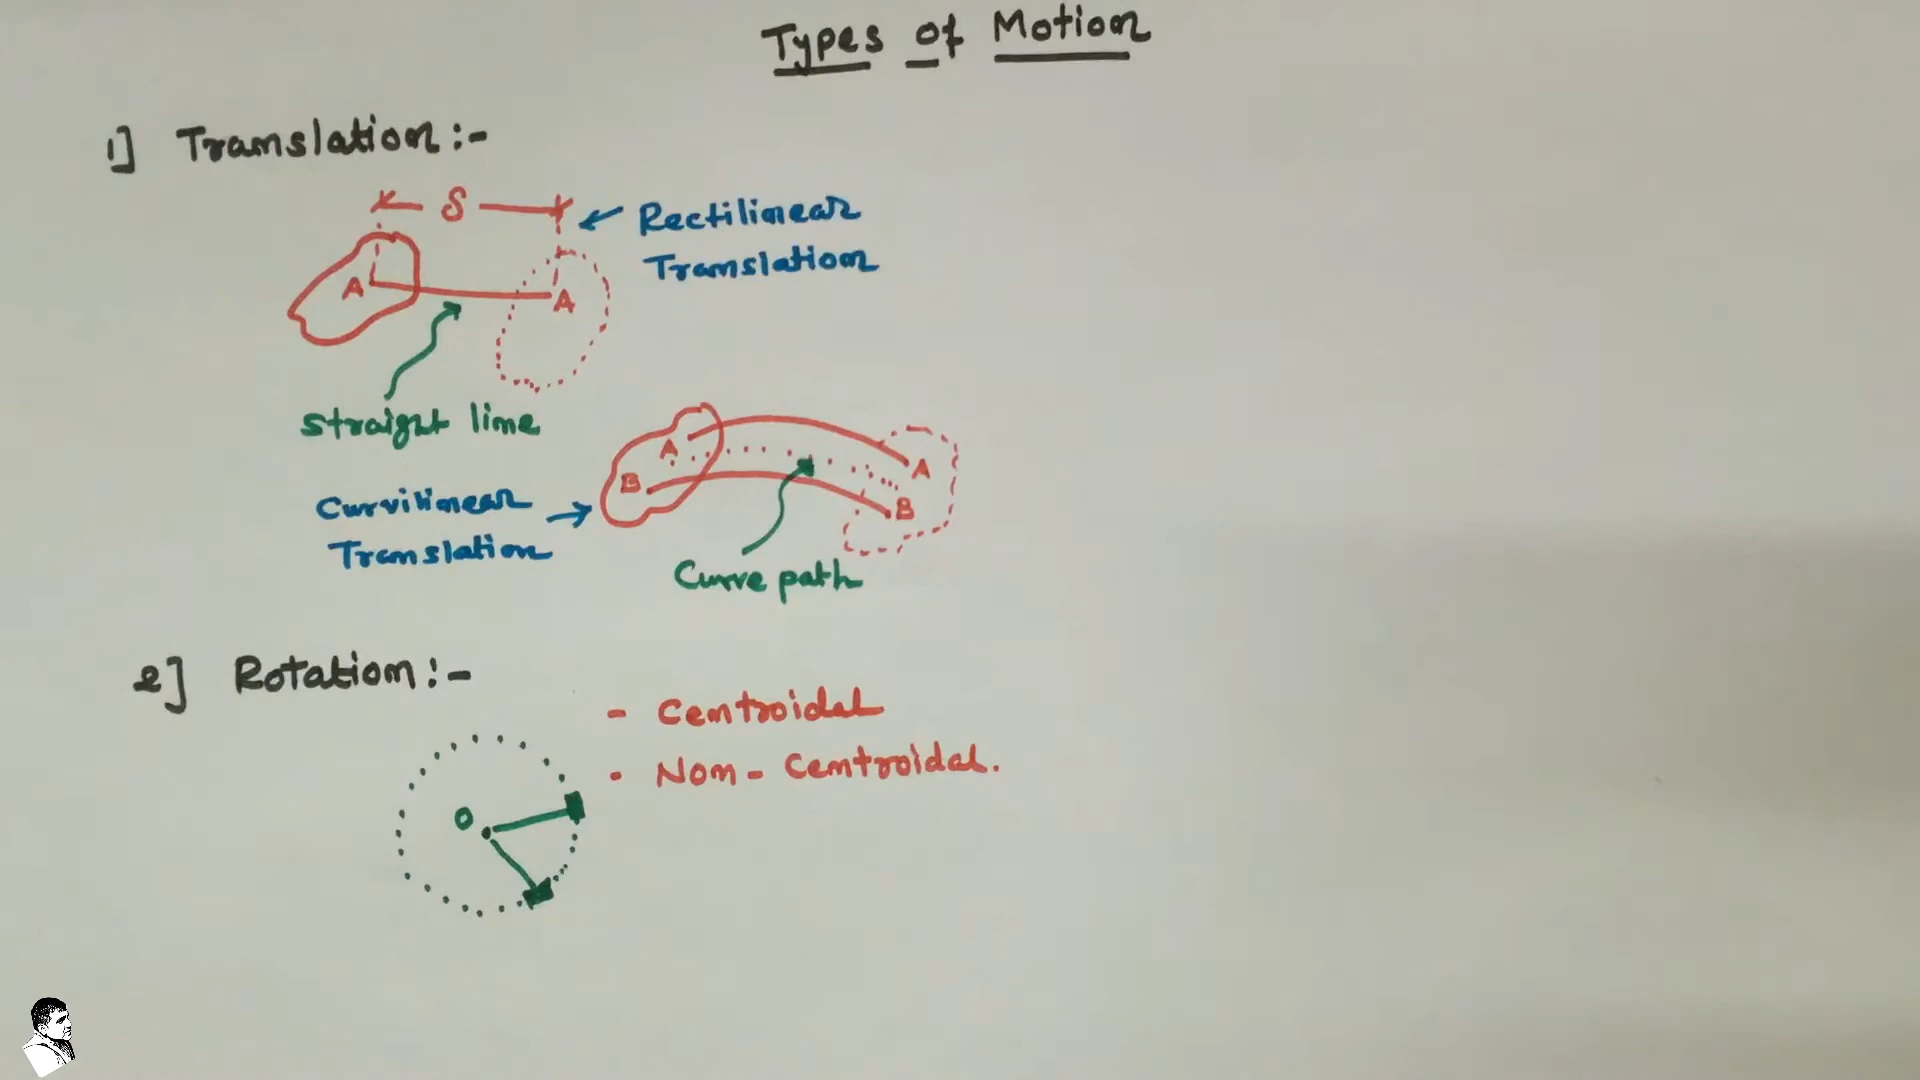 Types of Motion
1] Translation:-
S
Rectilinear
Translation
A
A
Straight line
A
B
A
B
Curvilinear
Translation
Curve path
2] Rotation:-
- Centroidal
- Non-Centroidal.
O